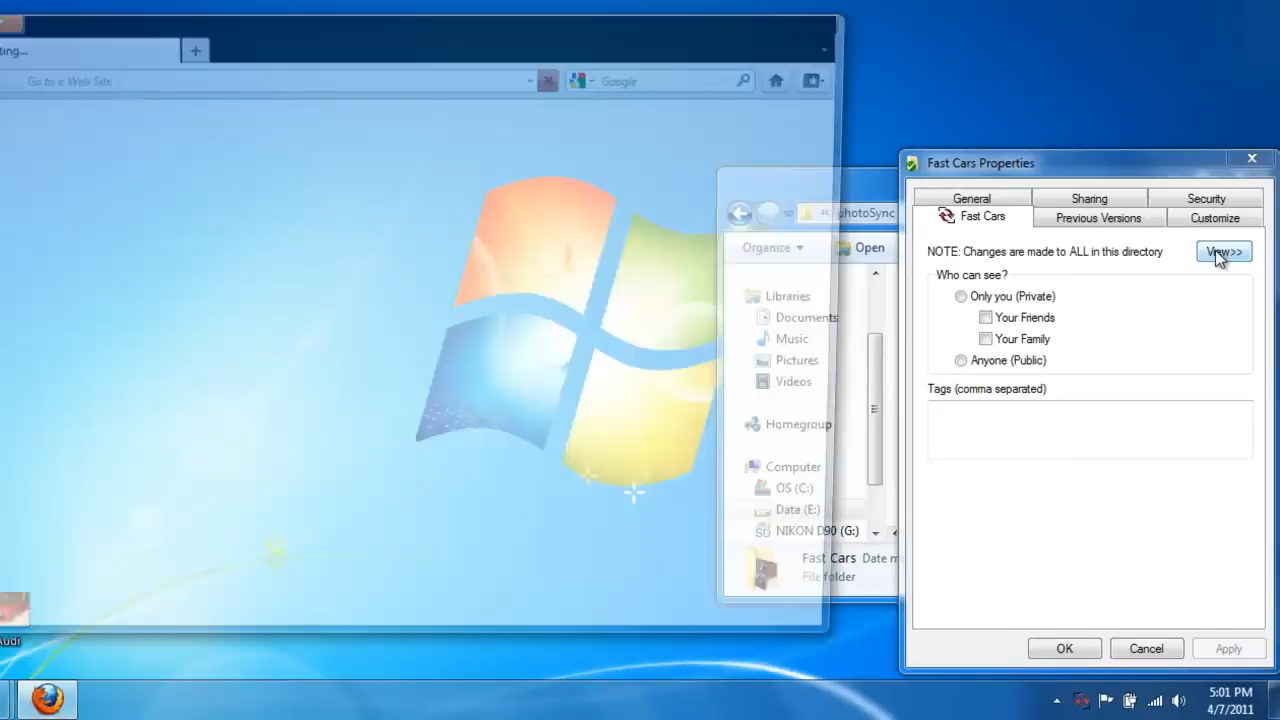 ting...
+
Go to a Web Site
Google
Fast Cars Properties
General
Sharing
Security
Fast Cars
Previous Versions
Customize
NOTE: Changes are made to ALL in this directory
View>>
Who can see?
Only you (Private)
Your Friends
Your Family
Anyone (Public)
Tags (comma separated)
OK
Cancel
Apply
photoSync
Organize
Open
Libraries
Documents
Music
Pictures
Videos
Homegroup
Computer
OS (C:)
Data (E:)
NIKON D90 (G:)
Fast Cars Date m
File folder
Audi
5:01 PM
4/7/2011